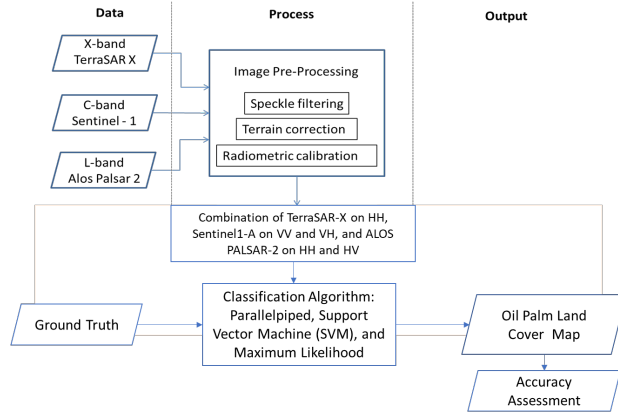 Data
Process
Output
X-band
TerraSAR X
C-band
Sentinel - 1
L-band
Alos Palsar 2
Image Pre-Processing
Speckle filtering
Terrain correction
Radiometric calibration
Combination of TerraSAR-X on HH,
Sentinel1-A on VV and VH, and ALOS
PALSAR-2 on HH and HV
Ground Truth
Classification Algorithm:
Parallelpiped, Support
Vector Machine (SVM), and
Maximum Likelihood
Oil Palm Land
Cover Map
Accuracy
Assessment